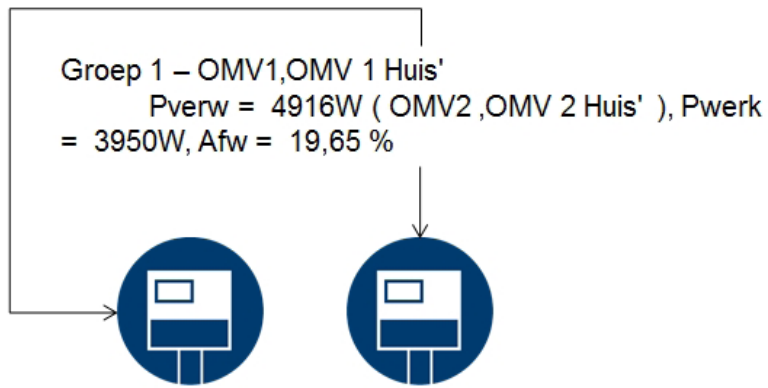 Groep 1 – OMV1,OMV 1 Huis'
Pverw = 4916W ( OMV2 ,OMV 2 Huis' ), Pwerk
= 3950W, Afw = 19,65 %